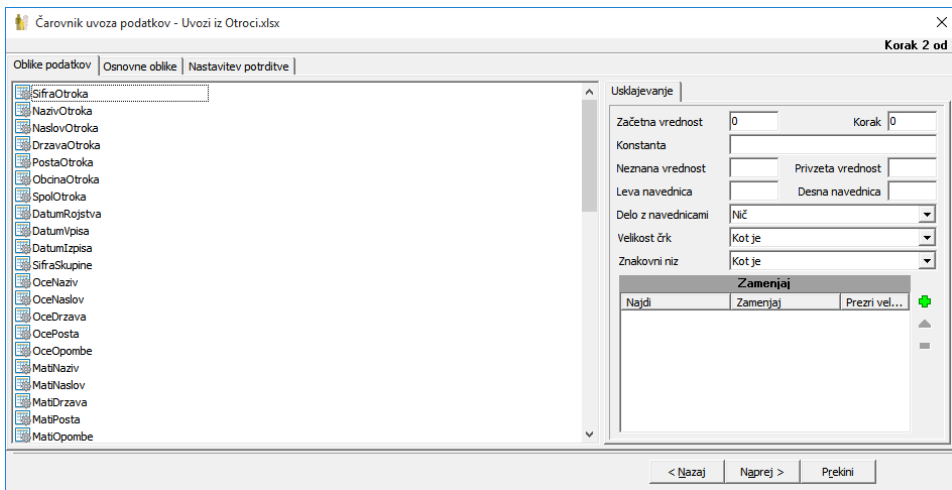 Čarovnik uvoza podatkov - Uvozi iz Otroci.xlsx
Korak 2 od
Oblike podatkov
Osnovne oblike
Nastavitev potrditve
SifraOtroka
NazivOtroka
NaslovOtroka
DrzavaOtroka
PostaOtroka
ObcinaOtroka
SpolOtroka
DatumRojstva
DatumVpisa
DatumIzpisa
SifraSkupine
OceNaziv
OceNaslov
OceDrzava
OcePosta
OceOpombe
MatiNaziv
MatiNaslov
MatiDrzava
MatiPosta
MatiOpombe
Usklajevanje
Začetna vrednost 0 Korak 0
Konstanta
Neznana vrednost Privzeta vrednost
Leva navednica Desna navednica
Delo z navednicami Nič
Velikost črk Kot je
Znakovni niz Kot je
Zamenjaj
Najdi Zamenjaj Prezri vel...
< Nazaj Naprej > Prekini